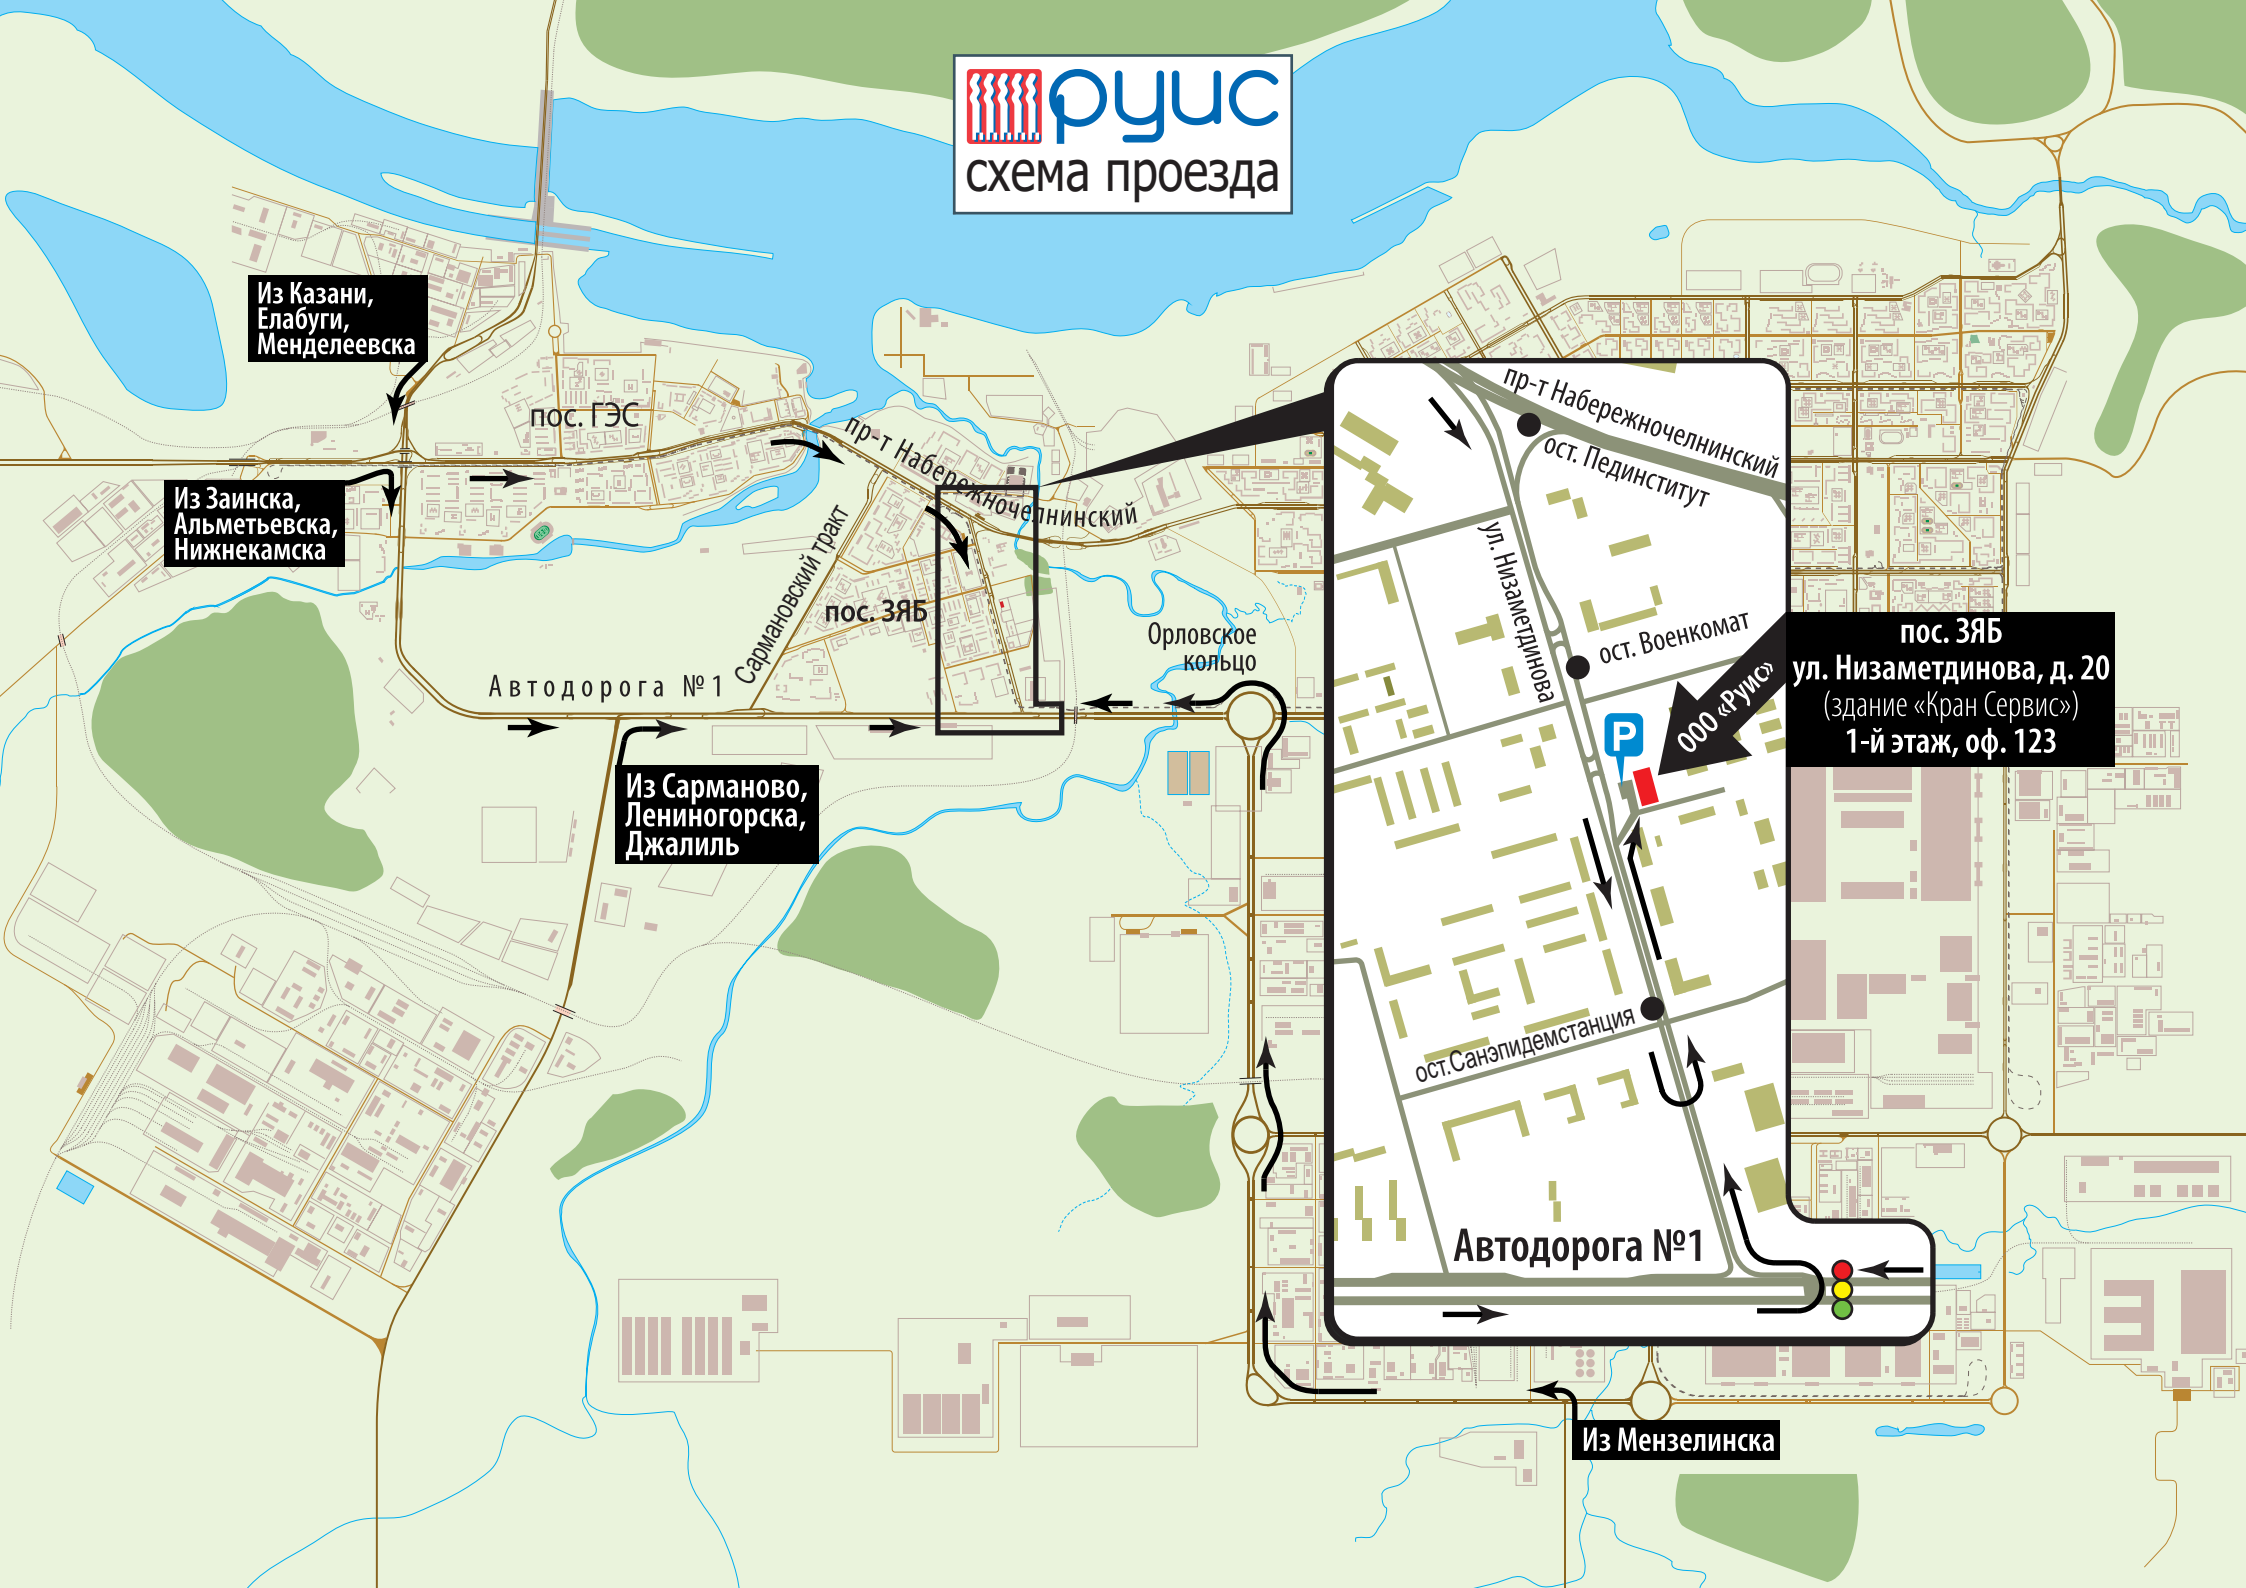 руис
схема проезда
Из Казани,
Елабуги,
Менделеевска
пос. ГЭС
пр-т Набережночелнинский
Из Заинска,
Альметьевска,
Нижнекамска
Сармановский тракт
пос. ЗЯБ
Орловское
кольцо
Автодорога №1
Из Сарманово,
Лениногорска,
Джалиль
пр-т Набережночелнинский
ост. Пединститут
ул. Низаметдинова
ост. Военкомат
P
ООО «Руис»
пос. ЗЯБ
ул. Низаметдинова, д. 20
(здание «Кран Сервис»)
1-й этаж, оф. 123
ост.Санэпидемстанция
Автодорога №1
Из Мензелинска